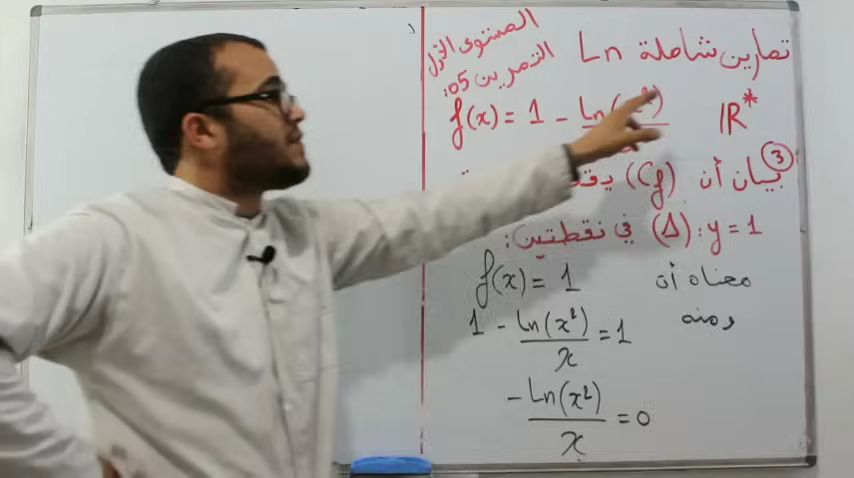 تمارين شاملة Ln
المستوى الأول
التمرين 05:
f(x) = 1 - Ln(x²) IR*
③ بيان أن (Cf)
(Δ): y = 1 في نقطتين:
معناه أن f(x) = 1
ومنه 1 - Ln(x²)/x = 1
-Ln(x²)/x = 0